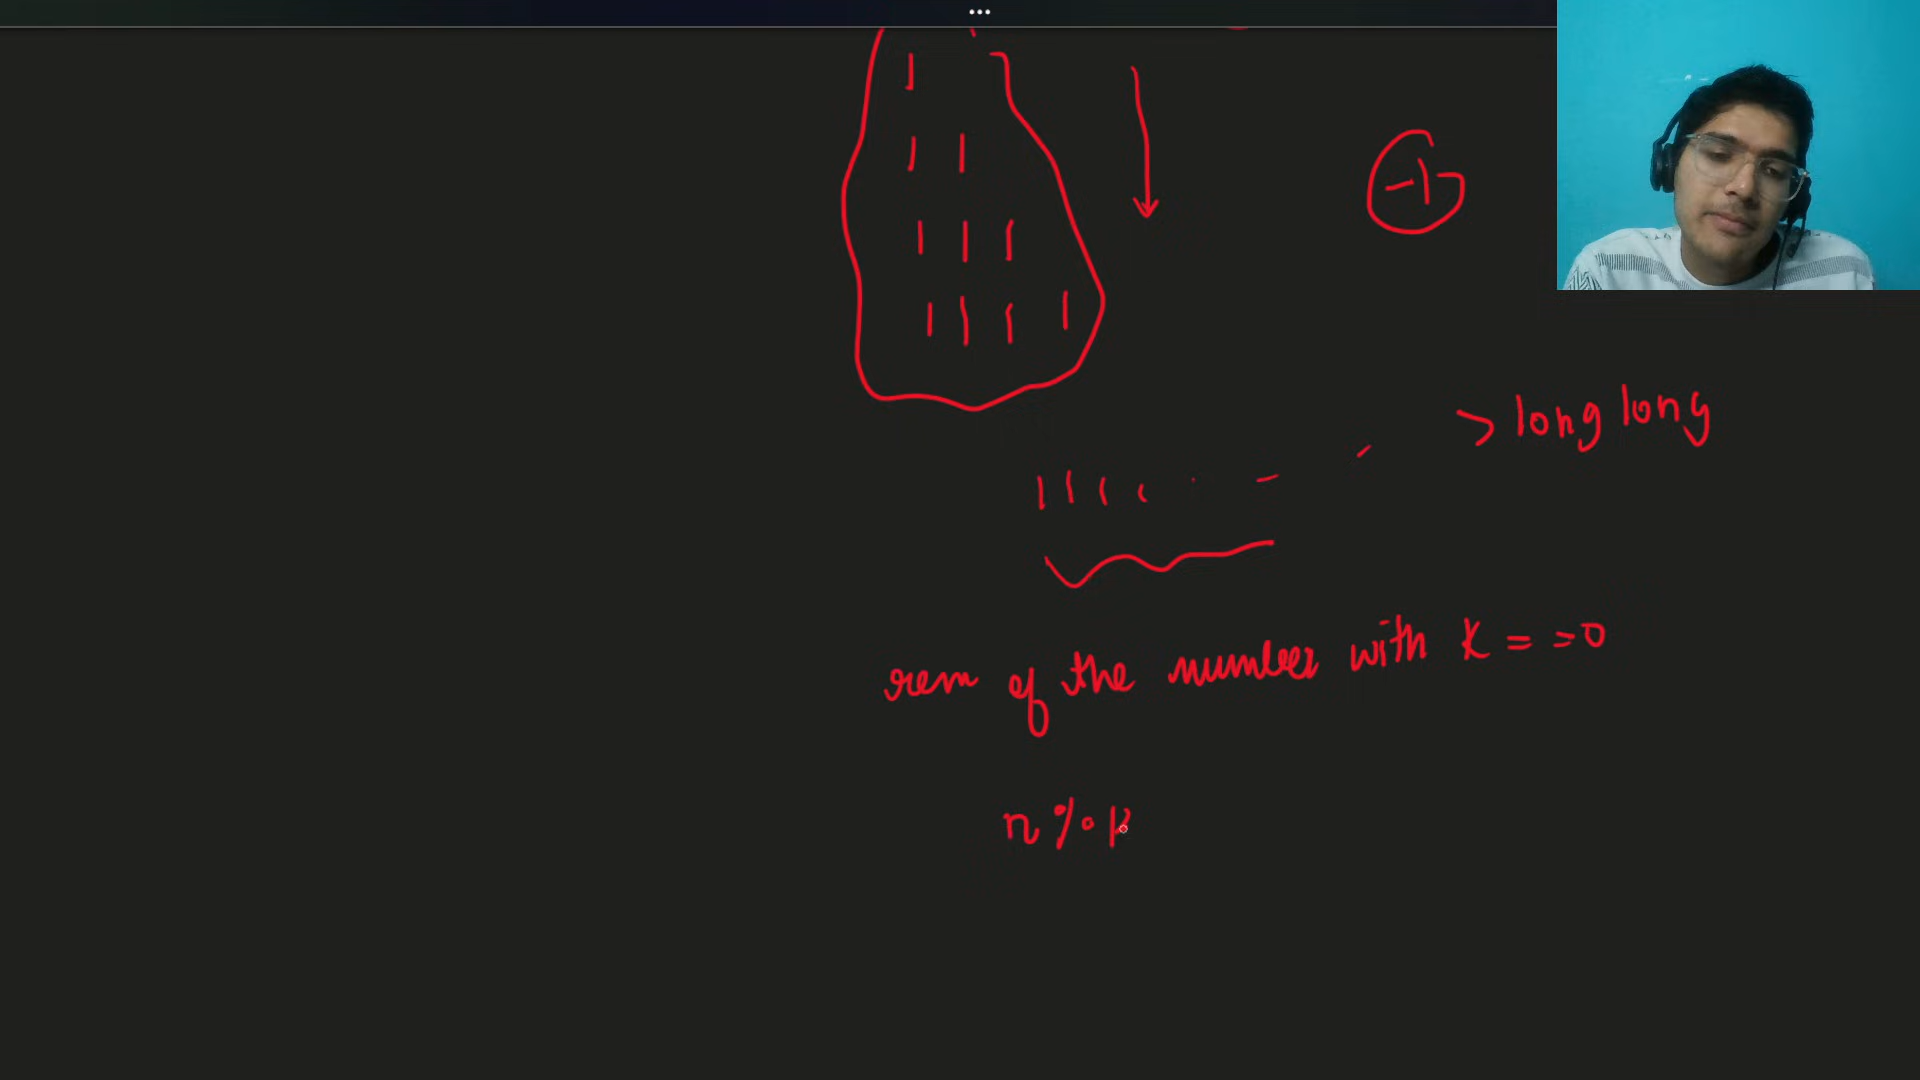 ...
1
1 1
-1
1 1 1
1 1 1 1
> long long
1 1 1 1 . - -
rem of the number with K = = 0
n % k